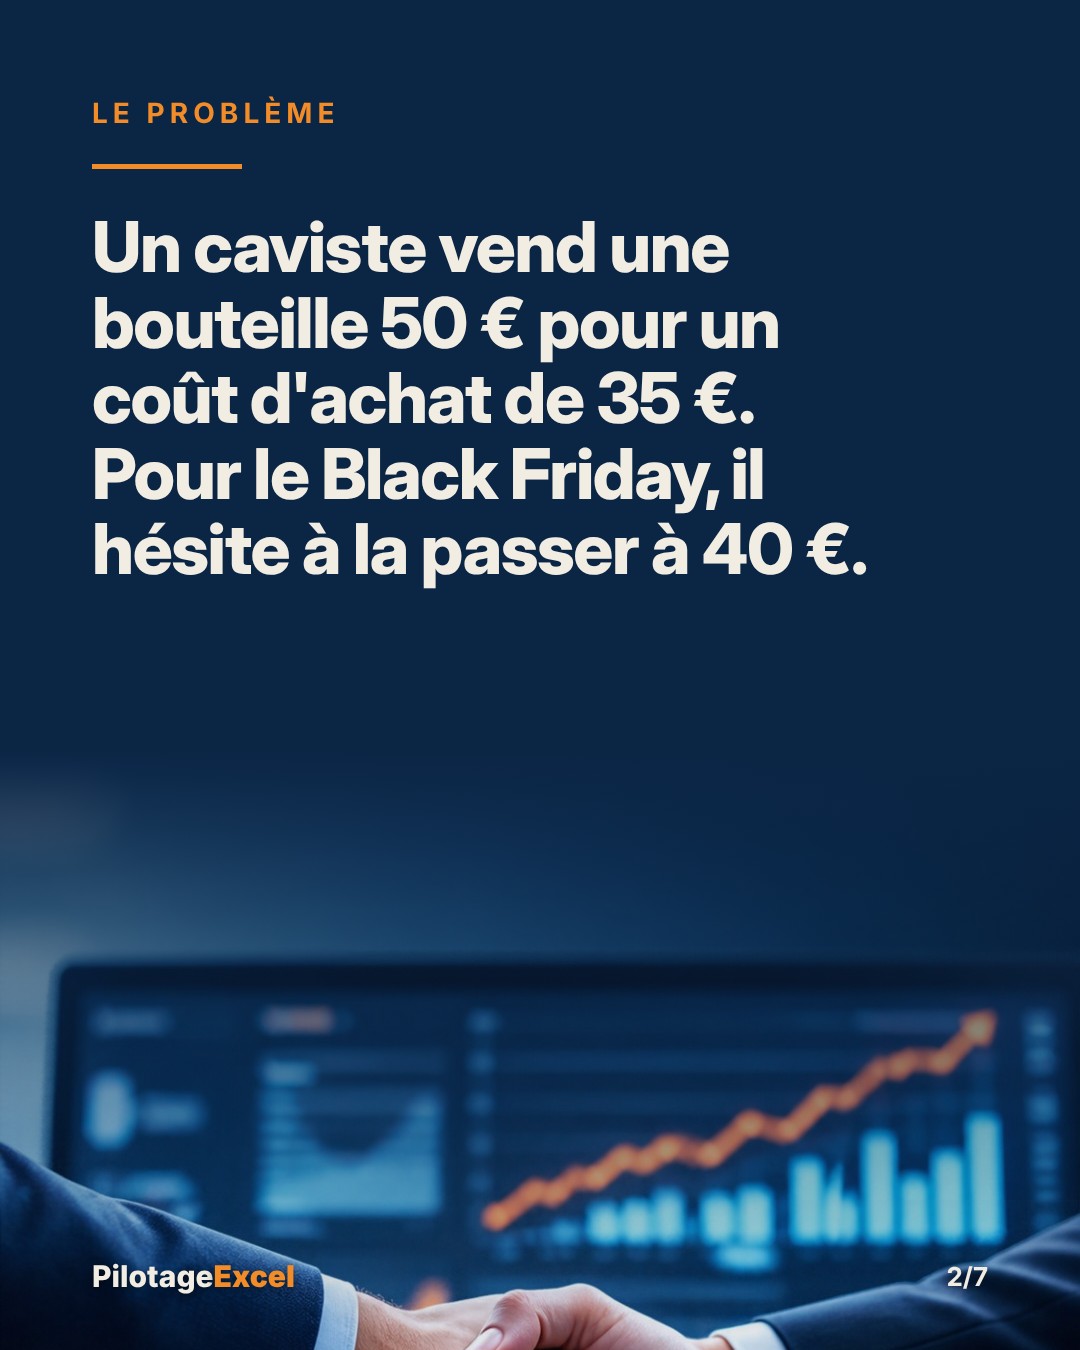 LE PROBLÈME
Un caviste vend une
bouteille 50 € pour un
coût d'achat de 35 €.
Pour le Black Friday, il
hésite à la passer à 40 €.
PilotageExcel
2/7